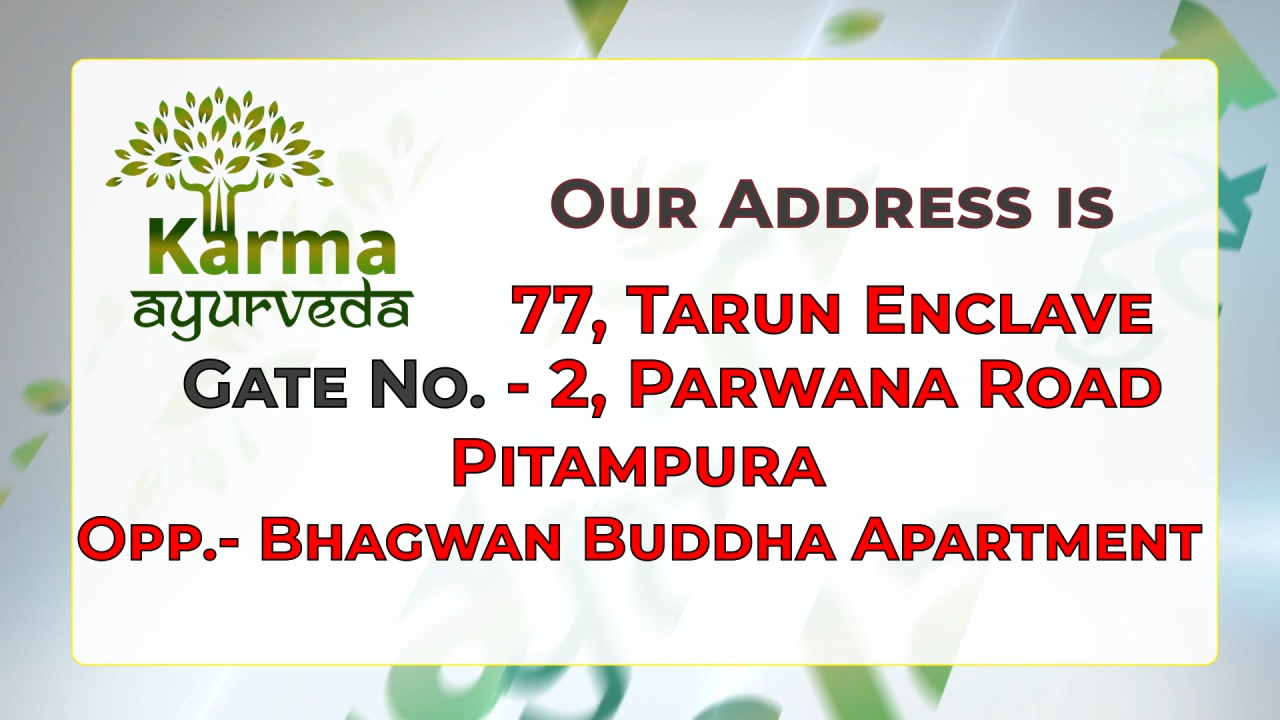 Karma
ayurveda
Our Address is
77, Tarun Enclave
Gate No. - 2, Parwana Road
Pitampura
Opp.- Bhagwan Buddha Apartment